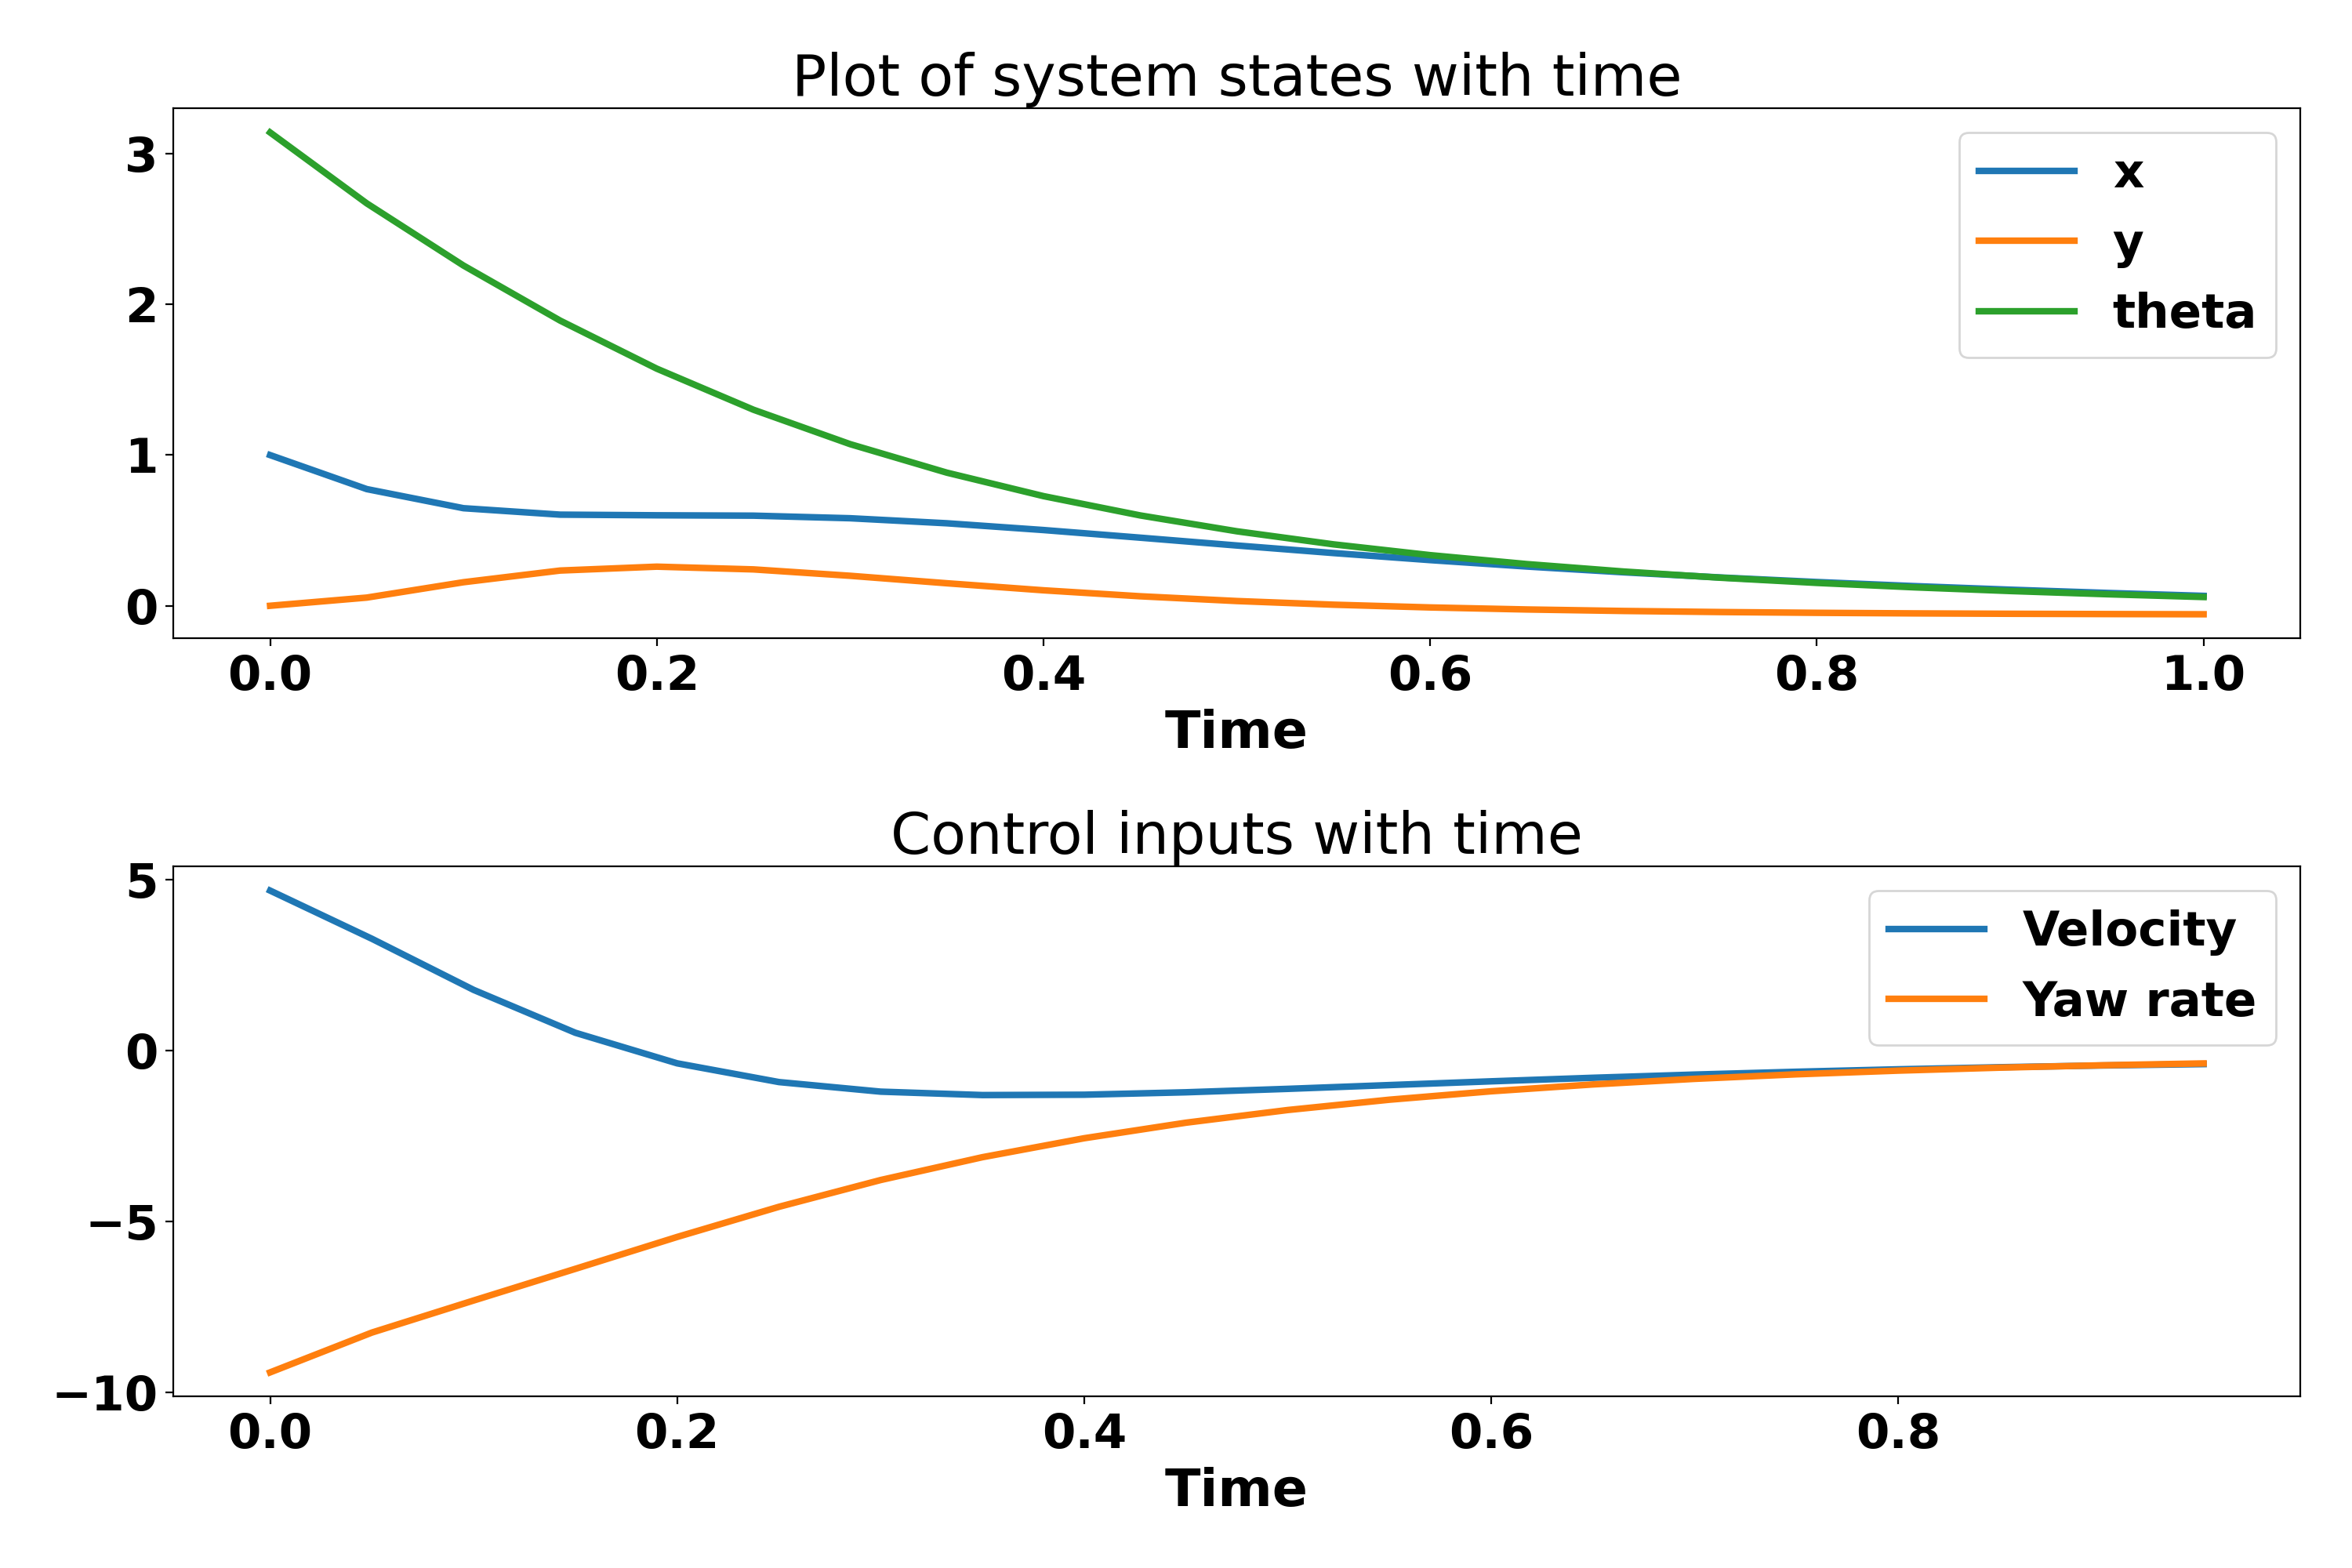 Plot of system states with time
3
2
1
0
x
y
theta
0.0 0.2 0.4 0.6 0.8 1.0
Time
Control inputs with time
5
0
−5
−10
Velocity
Yaw rate
0.0 0.2 0.4 0.6 0.8
Time